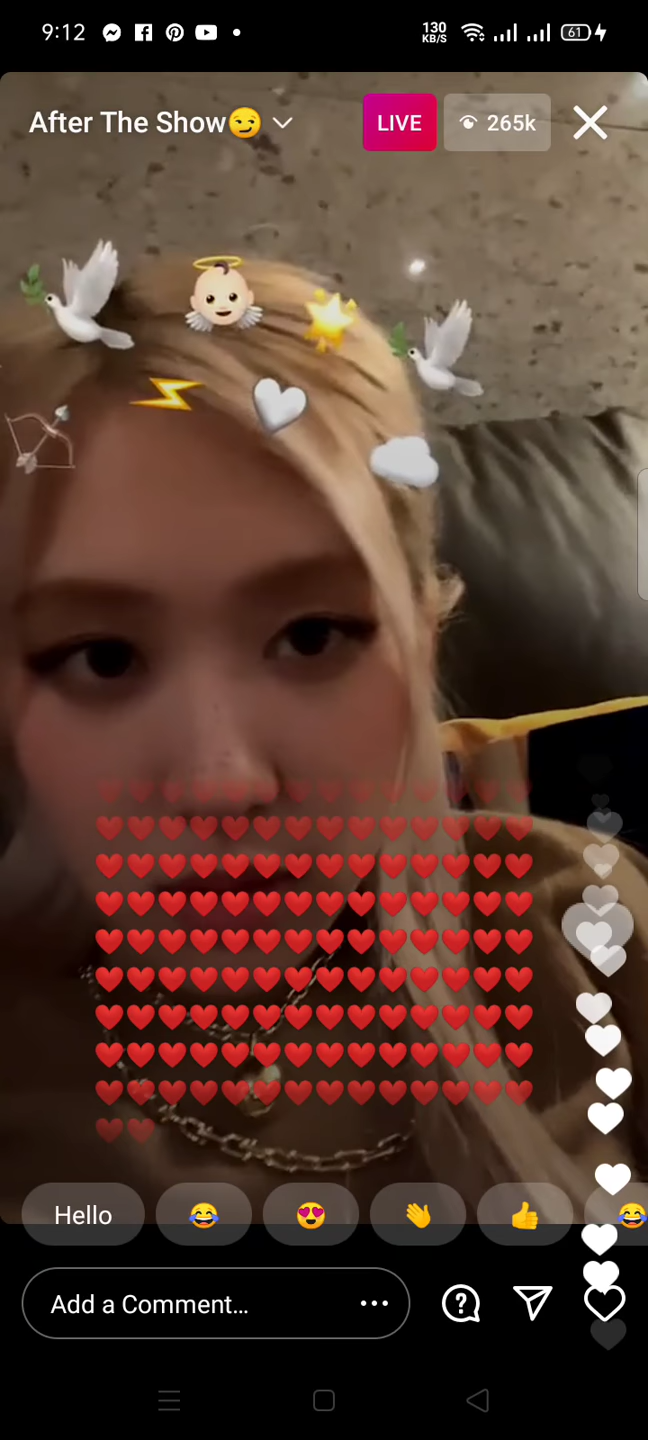 9:12
130
KB/S
61
After The Show😏
LIVE
265k
Hello
Add a Comment...